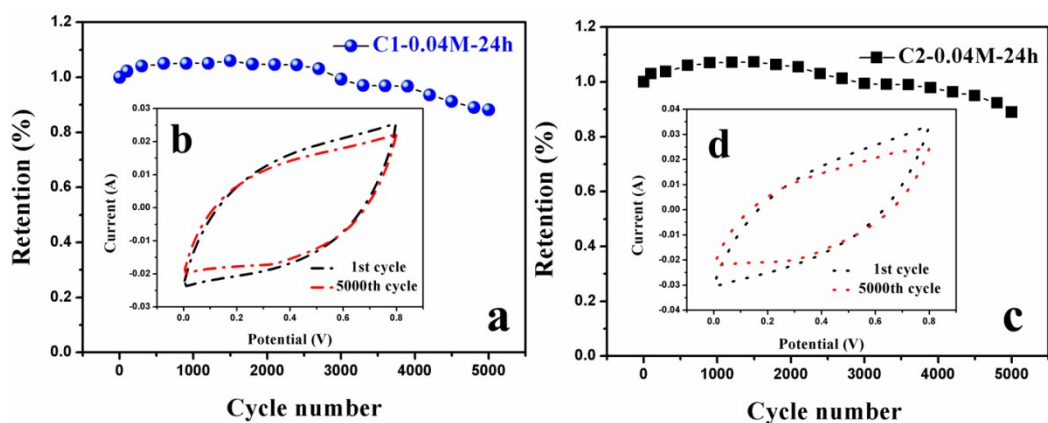 1.2
1.0
0.8
0.6
0.4
0.2
0.0
Retention (%)
0 1000 2000 3000 4000 5000
Cycle number
C1-0.04M-24h
a
b
0.03
0.02
0.01
0.00
-0.01
-0.02
-0.03
Current (A)
0.0 0.2 0.4 0.6 0.8
Potential (V)
1st cycle
5000th cycle
1.2
1.0
0.8
0.6
0.4
0.2
0.0
Retention (%)
0 1000 2000 3000 4000 5000
Cycle number
C2-0.04M-24h
c
d
0.04
0.03
0.02
0.01
0.00
-0.01
-0.02
-0.03
-0.04
Current (A)
0.0 0.2 0.4 0.6 0.8
Potential (V)
1st cycle
5000th cycle